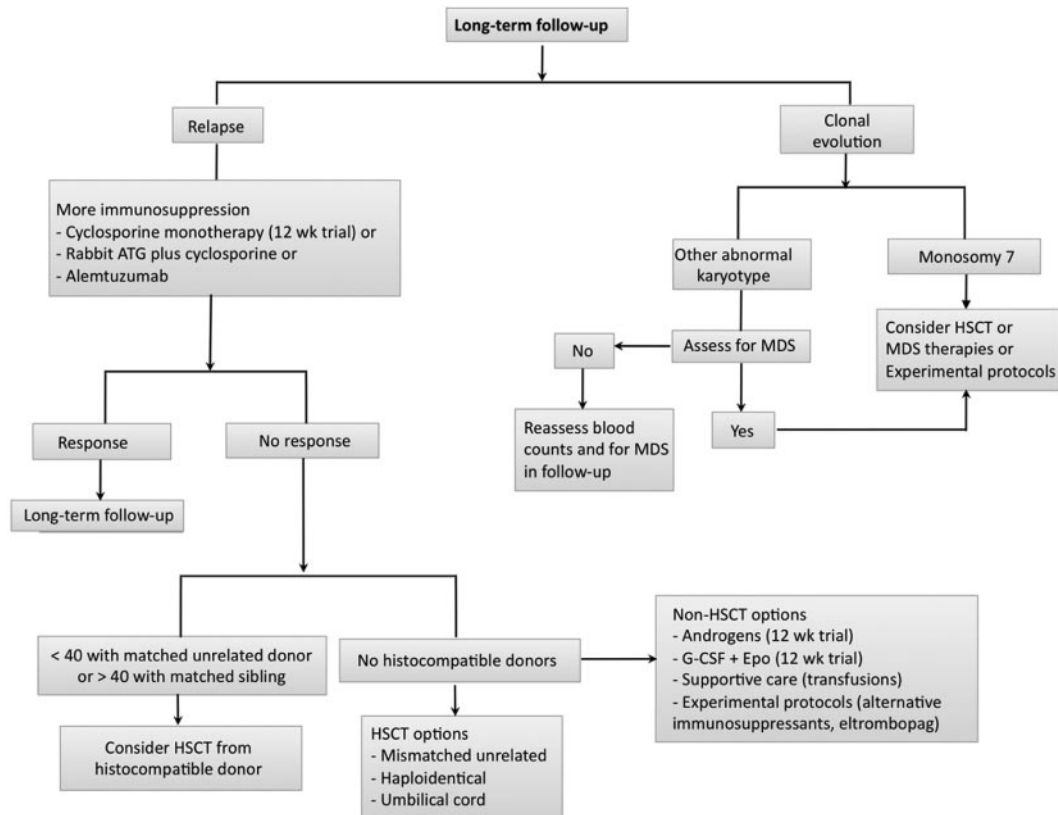 Long-term follow-up
Relapse
Clonal
evolution
More immunosuppression
- Cyclosporine monotherapy (12 wk trial) or
- Rabbit ATG plus cyclosporine or
- Alemtuzumab
Other abnormal
karyotype
Monosomy 7
No
Assess for MDS
Consider HSCT or
MDS therapies or
Experimental protocols
Response
No response
Reassess blood
counts and for MDS
in follow-up
Yes
Long-term follow-up
< 40 with matched unrelated donor
or > 40 with matched sibling
No histocompatible donors
Non-HSCT options
- Androgens (12 wk trial)
- G-CSF + Epo (12 wk trial)
- Supportive care (transfusions)
- Experimental protocols (alternative
immunosuppressants, eltrombopag)
Consider HSCT from
histocompatible donor
HSCT options
- Mismatched unrelated
- Haploidentical
- Umbilical cord